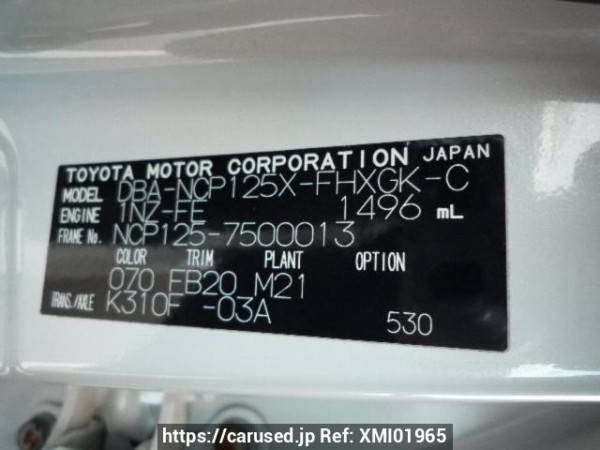 TOYOTA MOTOR CORPORATION JAPAN
MODEL DBA-NCP125X-FHXGK-C
ENGINE 1NZ-FE 1496 mL
FRAME No. NCP125-7500013
COLOR TRIM PLANT OPTION
070 FB20 M21
TRANS./AXLE K310F -03A
530
https://carused.jp Ref: XMI01965